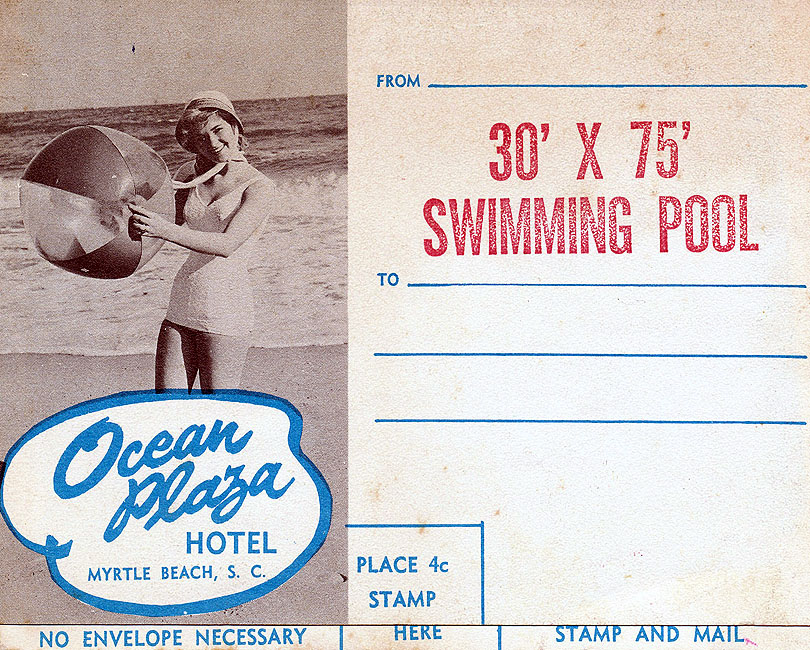 FROM
30' X 75'
SWIMMING POOL
TO
Ocean
Plaza
HOTEL
MYRTLE BEACH, S. C.
PLACE 4c
STAMP
HERE
NO ENVELOPE NECESSARY
STAMP AND MAIL